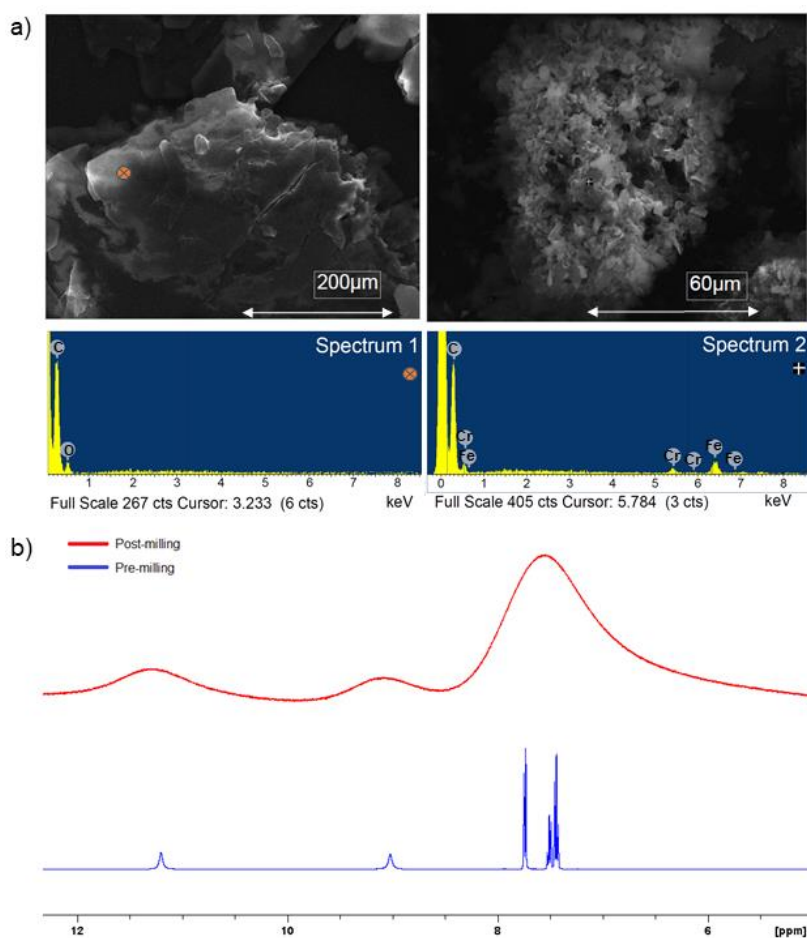 a)
200µm
60µm
Spectrum 1
C
O
0 1 2 3 4 5 6 7 8
Full Scale 267 cts Cursor: 3.233 (6 cts) keV
Spectrum 2
C
Cr
Fe
Cr
Cr
Fe
Fe
0 1 2 3 4 5 6 7 8
Full Scale 405 cts Cursor: 5.784 (3 cts) keV
b)
Post-milling
Pre-milling
12 10 8 6 [ppm]